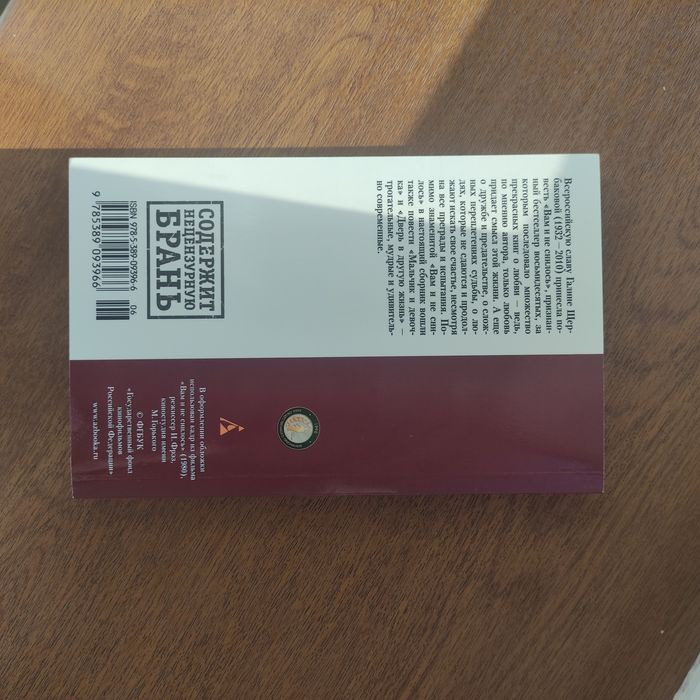 Всероссийскую славу Галине Щер-
баковой (1932—2010) принесла по-
весть «Вам и не снилось», признан-
ный бестселлер восьмидесятых, за
которым последовало множество
прекрасных книг о любви — ведь,
по мнению автора, только любовь
придает смысл этой жизни. А еще
о дружбе и предательстве, о слож-
ных переплетениях судьбы, о лю-
дях, которые не сдаются и продол-
жают искать свое счастье, несмотря
на все преграды и испытания. По-
мимо знаменитой «Вам и не сни-
лось» в настоящий сборник вошли
также повести «Мальчик и девоч-
ка» и «Дверь в другую жизнь» —
трогательные, мудрые и удивитель-
но современные.
СОДЕРЖИТ
НЕЦЕНЗУРНУЮ
БРАНЬ
ISBN 978-5-389-09396-6
06
9 785389 093966
В оформлении обложки
использован кадр из фильма
«Вам и не снилось» (1980),
режиссер И. Фрэз,
киностудия имени
М. Горького
© ФГБУК
«Государственный фонд
кинофильмов
Российской Федерации»
www.azbooka.ru